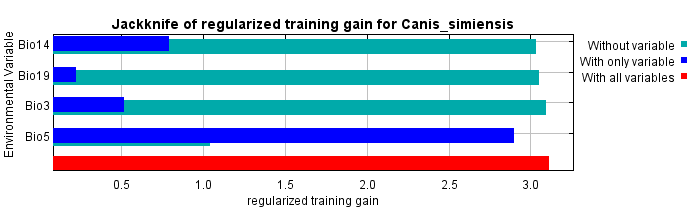 Jackknife of regularized training gain for Canis_simiensis
Environmental Variable
Bio14
Bio19
Bio3
Bio5
0.5 1.0 1.5 2.0 2.5 3.0
regularized training gain
Without variable
With only variable
With all variables